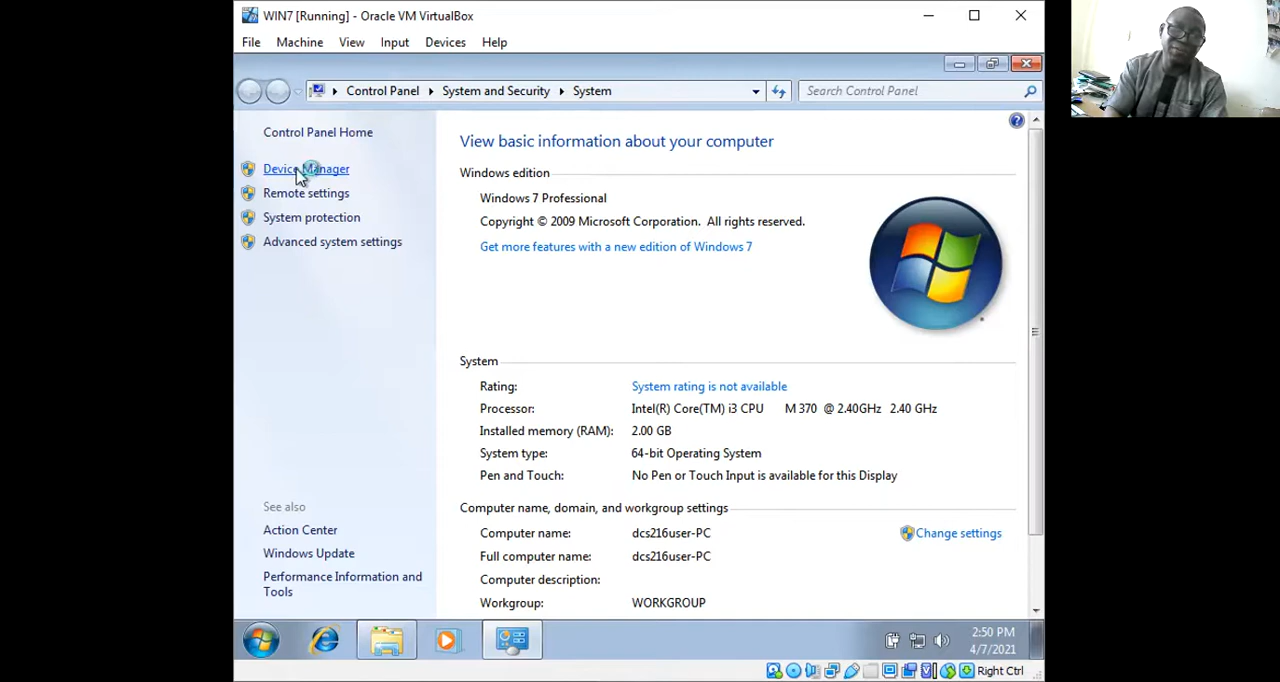 WIN7 [Running] - Oracle VM VirtualBox
File Machine View Input Devices Help
Control Panel System and Security System Search Control Panel
Control Panel Home
Device Manager
Remote settings
System protection
Advanced system settings
See also
Action Center
Windows Update
Performance Information and
Tools
View basic information about your computer
Windows edition
Windows 7 Professional
Copyright © 2009 Microsoft Corporation. All rights reserved.
Get more features with a new edition of Windows 7
System
Rating: System rating is not available
Processor: Intel(R) Core(TM) i3 CPU M 370 @ 2.40GHz 2.40 GHz
Installed memory (RAM): 2.00 GB
System type: 64-bit Operating System
Pen and Touch: No Pen or Touch Input is available for this Display
Computer name, domain, and workgroup settings
Computer name: dcs216user-PC Change settings
Full computer name: dcs216user-PC
Computer description:
Workgroup: WORKGROUP
2:50 PM
4/7/2021
Right Ctrl